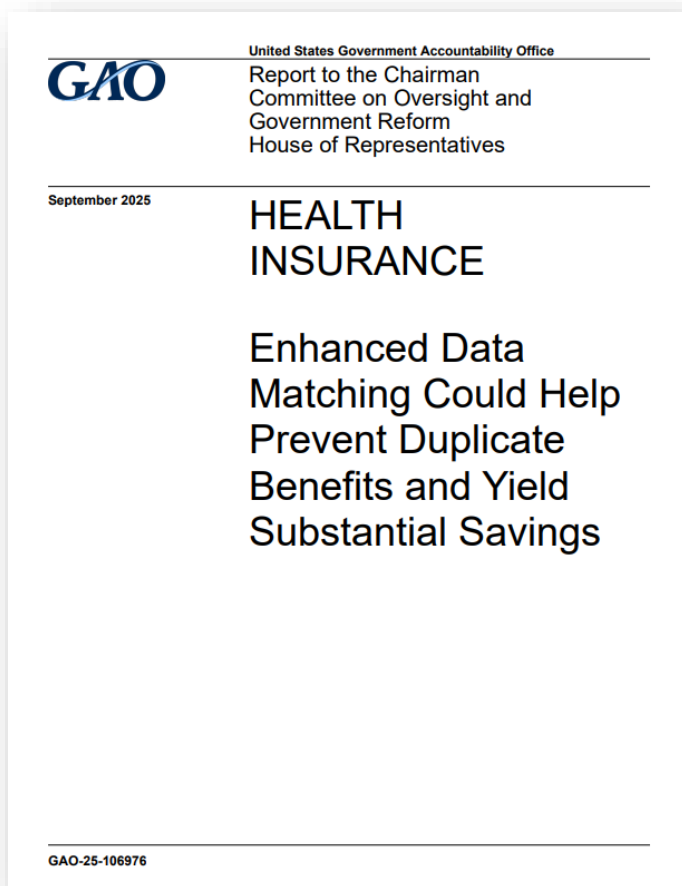 United States Government Accountability Office
GAO
Report to the Chairman
Committee on Oversight and
Government Reform
House of Representatives
September 2025
HEALTH
INSURANCE
Enhanced Data
Matching Could Help
Prevent Duplicate
Benefits and Yield
Substantial Savings
GAO-25-106976